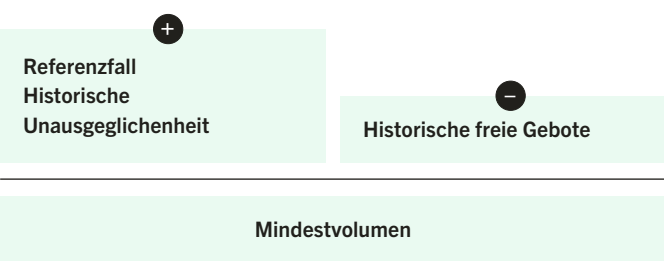 +
Referenzfall
Historische
Unausgeglichenheit
−
Historische freie Gebote
Mindestvolumen